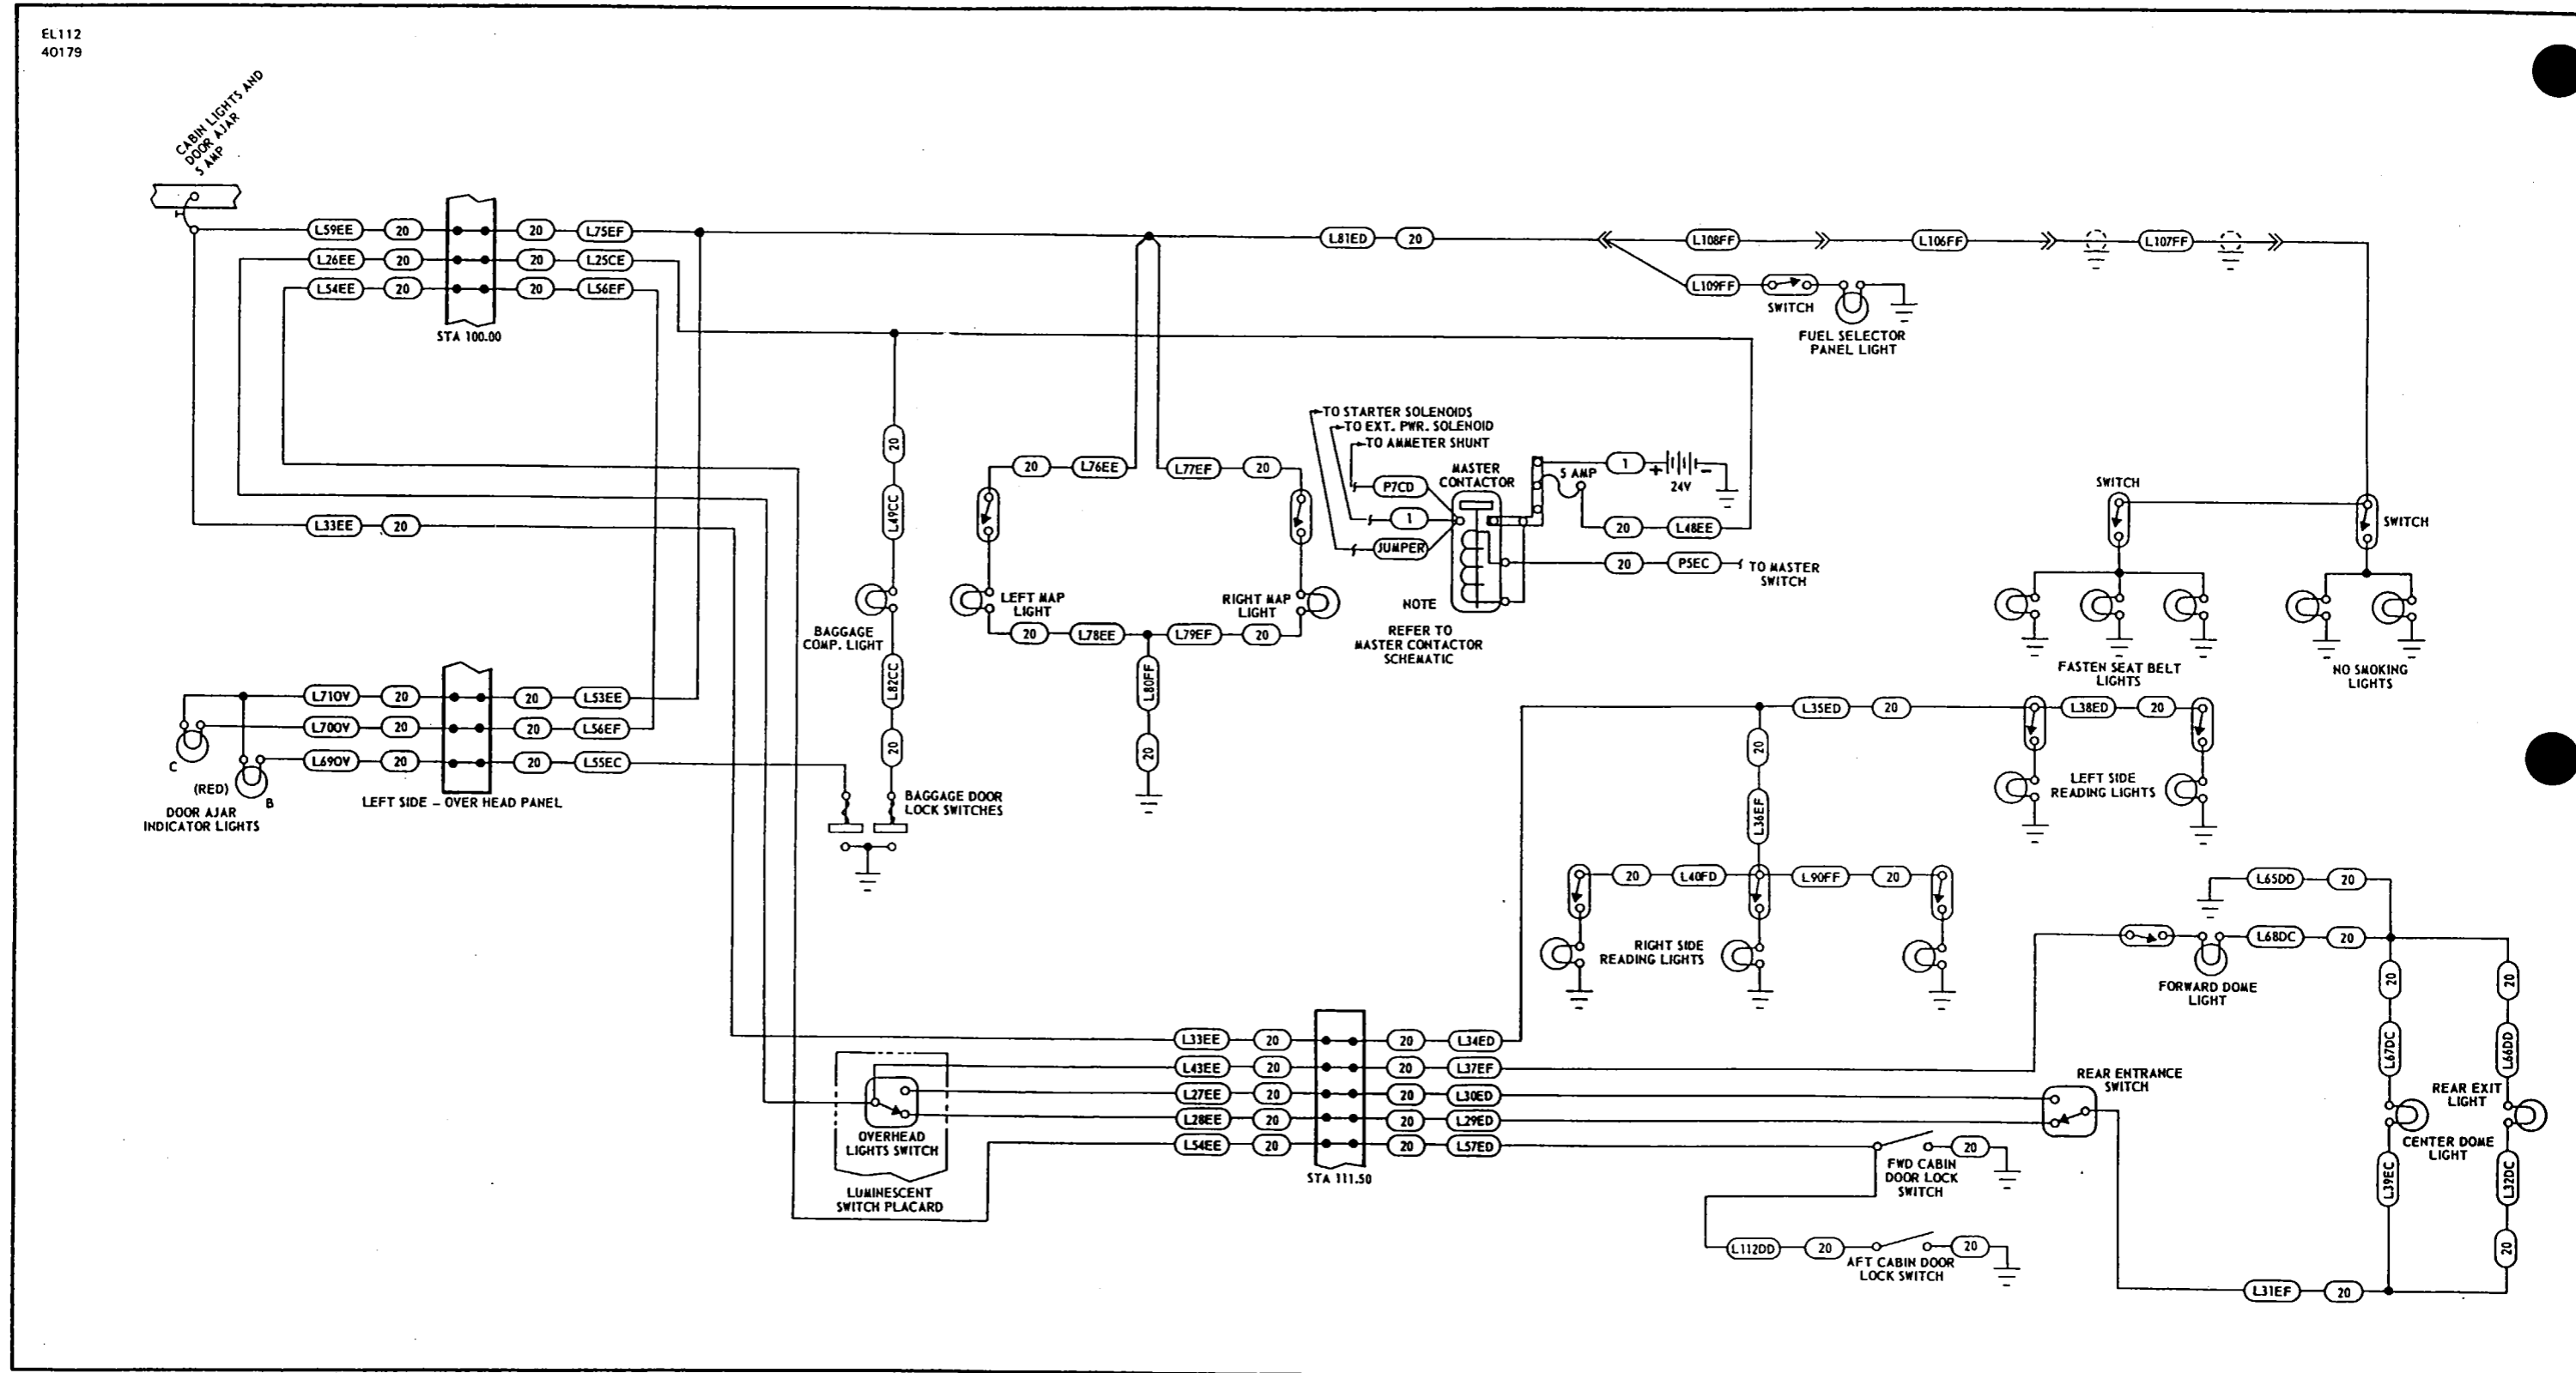 EL112
40179
CABIN LIGHTS AND
DOOR AJAR
5 AMP
L59EE 20 20 L75EF
L26EE 20 20 L25CE
L54EE 20 20 L56EF
STA 100.00
L81ED 20
L108FF
L106FF
L107FF
L109FF
SWITCH
FUEL SELECTOR
PANEL LIGHT
L33EE 20
20
L49CC
BAGGAGE
COMP. LIGHT
L82CC
20
BAGGAGE DOOR
LOCK SWITCHES
20 L76EE
L77EF 20
LEFT MAP
LIGHT
RIGHT MAP
LIGHT
20 L78EE
L79EF 20
L80FF
20
TO STARTER SOLENOIDS
TO EXT. PWR. SOLENOID
TO AMMETER SHUNT
P7CD
1
JUMPER
MASTER
CONTACTOR
NOTE
REFER TO
MASTER CONTACTOR
SCHEMATIC
5 AMP
1
+ -
24V
20 L48EE
20 P5EC
TO MASTER
SWITCH
SWITCH
SWITCH
FASTEN SEAT BELT
LIGHTS
NO SMOKING
LIGHTS
L71OV 20 20 L53EE
L70OV 20 20 L56EF
L69OV 20 20 L55EC
C
(RED)
B
DOOR AJAR
INDICATOR LIGHTS
LEFT SIDE - OVER HEAD PANEL
L35ED 20
L38ED 20
20
L36EF
LEFT SIDE
READING LIGHTS
20 L40FD
L90FF 20
RIGHT SIDE
READING LIGHTS
L65DD 20
L68DC 20
FORWARD DOME
LIGHT
20
L67DC
20
L66DD
REAR ENTRANCE
SWITCH
REAR EXIT
LIGHT
CENTER DOME
LIGHT
L39EC
L32DC
20
L31EF 20
L33EE 20 20 L34ED
L43EE 20 20 L37EF
L27EE 20 20 L30ED
L28EE 20 20 L29ED
L54EE 20 20 L57ED
STA 111.50
OVERHEAD
LIGHTS SWITCH
LUMINESCENT
SWITCH PLACARD
20
FWD CABIN
DOOR LOCK
SWITCH
L112DD 20
20
AFT CABIN DOOR
LOCK SWITCH